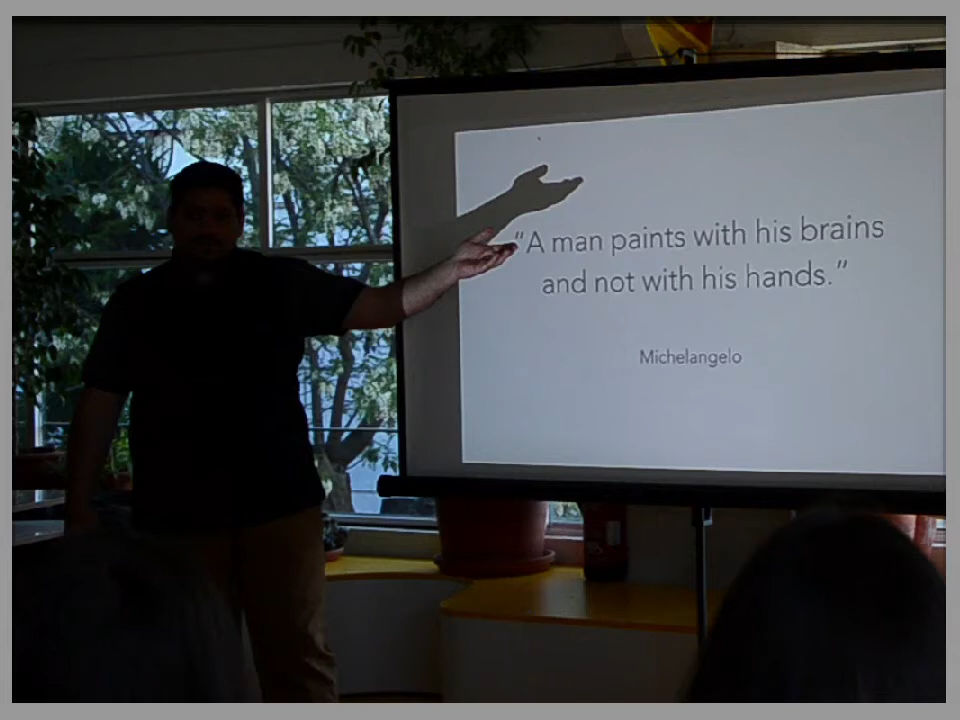 "A man paints with his brains
and not with his hands."
Michelangelo